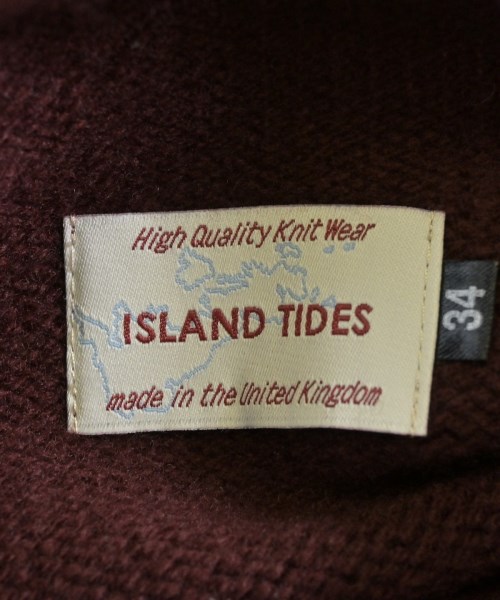 High Quality Knit Wear
ISLAND TIDES
made in the United Kingdom
34